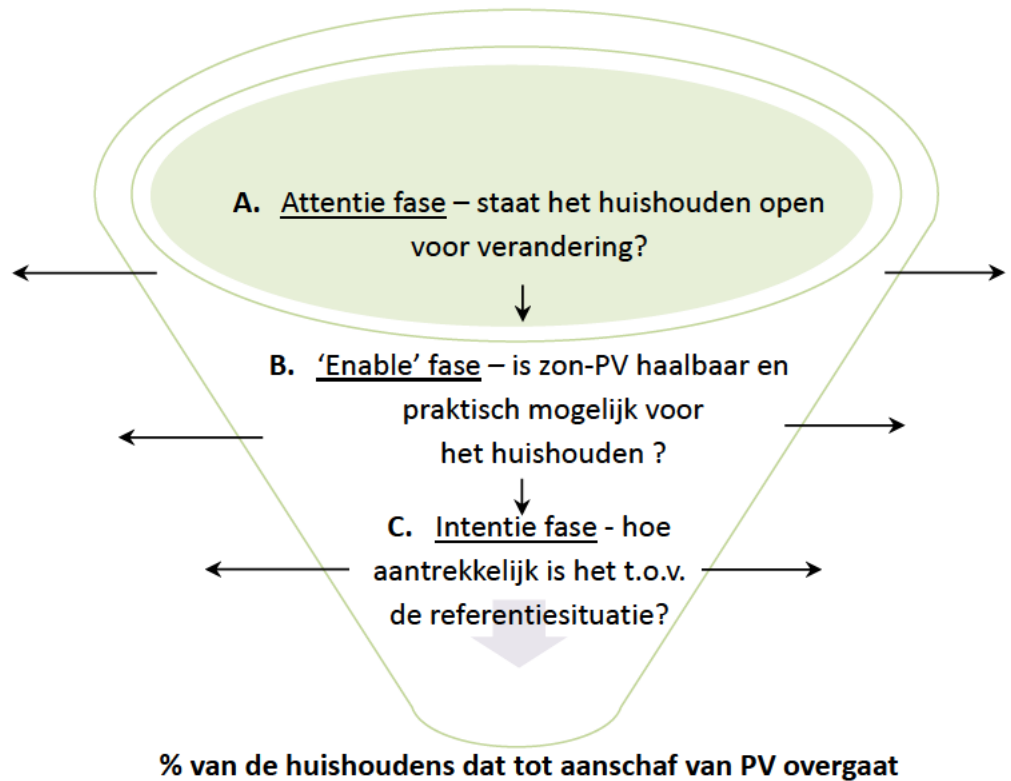 A. Attentie fase – staat het huishouden open
voor verandering?
B. ‘Enable’ fase – is zon-PV haalbaar en
praktisch mogelijk voor
het huishouden ?
C. Intentie fase - hoe
aantrekkelijk is het t.o.v.
de referentiesituatie?
% van de huishoudens dat tot aanschaf van PV overgaat